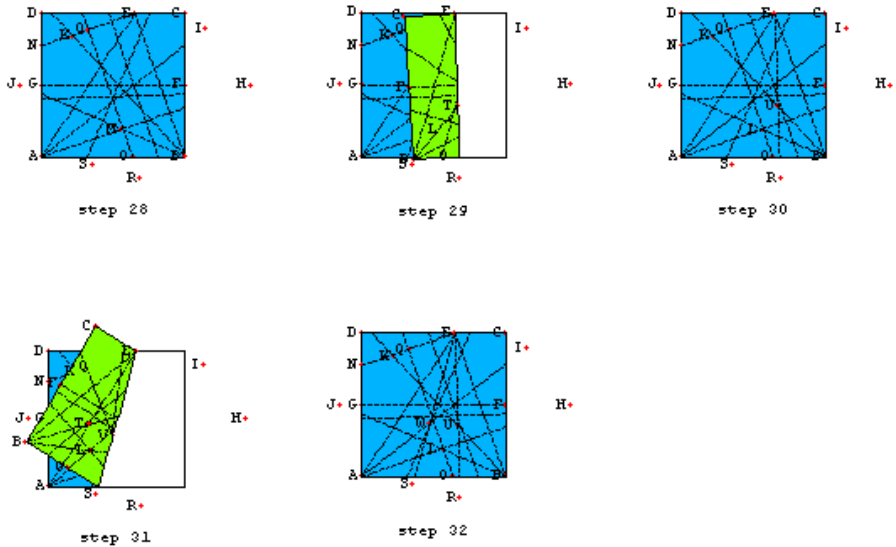 D E C I
K O
N
J G F H
M
A S O B
R
step 28
D C E I
K O
N
J G F H
T
L
A B O
R
step 29
D E C I
K O
N
J G F H
U
L
A O B
R
step 30
C
D E I
K O
N F
J G H
T V
B
L
O
A S R
step 31
D E C I
K O
N
J G F H
U
L
A S O B
R
step 32